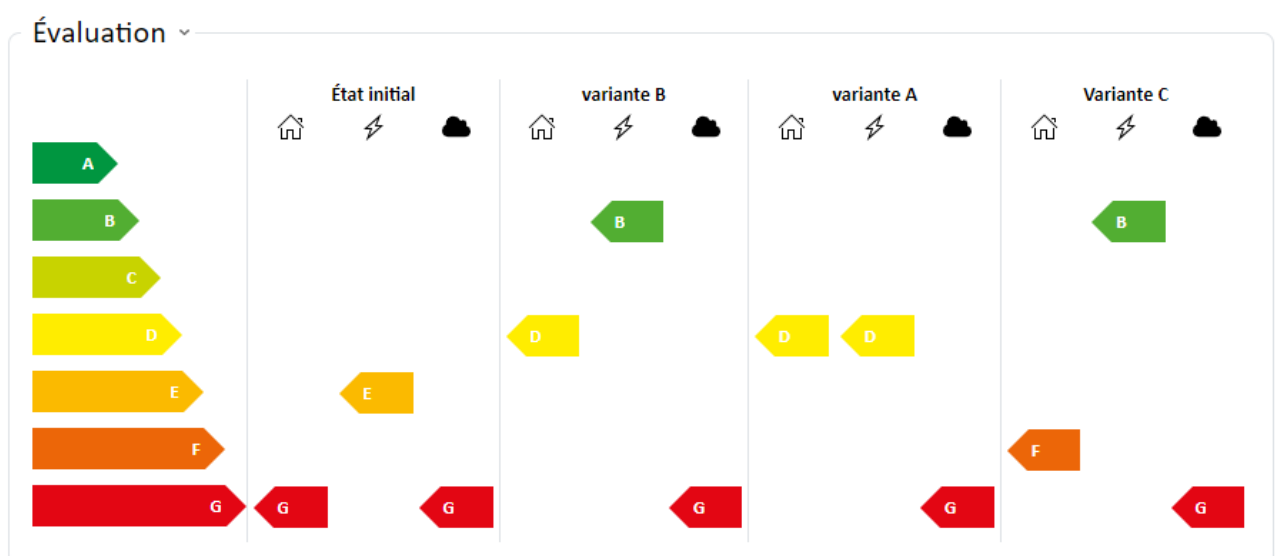 Évaluation
État initial variante B variante A Variante C
A
B B B
C
D D D D
E E
F F
G G G G G G